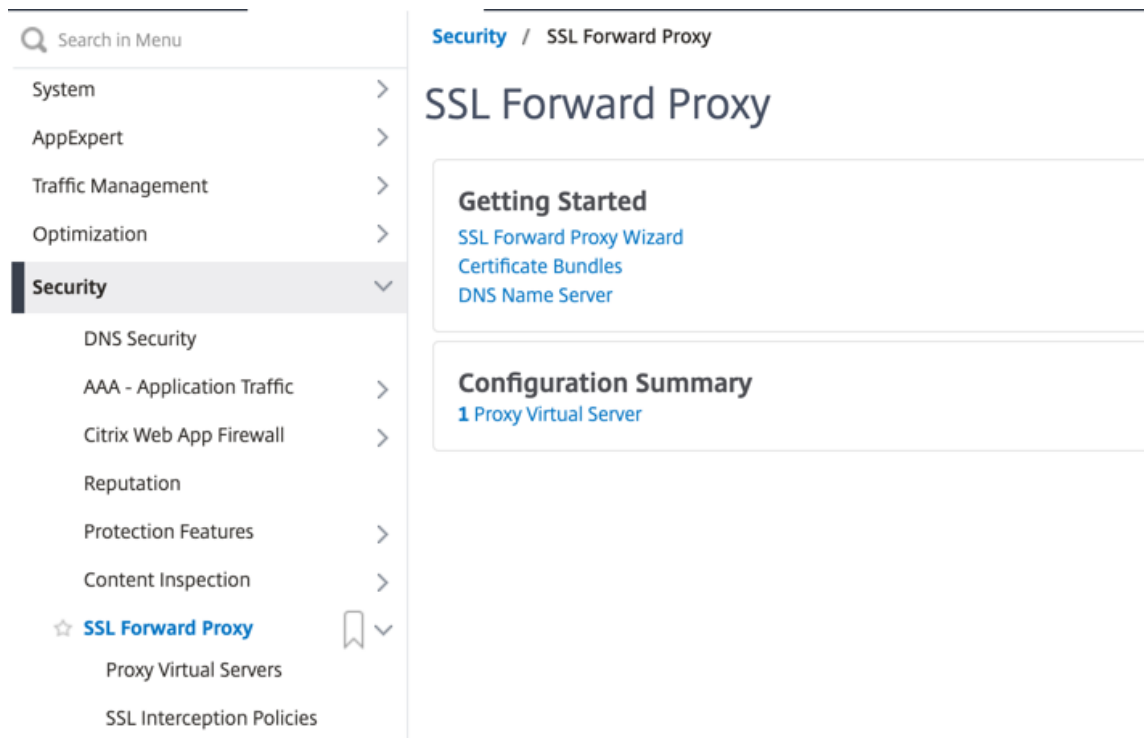 Search in Menu
System
AppExpert
Traffic Management
Optimization
Security
DNS Security
AAA - Application Traffic
Citrix Web App Firewall
Reputation
Protection Features
Content Inspection
SSL Forward Proxy
Proxy Virtual Servers
SSL Interception Policies
Security / SSL Forward Proxy
SSL Forward Proxy
Getting Started
SSL Forward Proxy Wizard
Certificate Bundles
DNS Name Server
Configuration Summary
1 Proxy Virtual Server